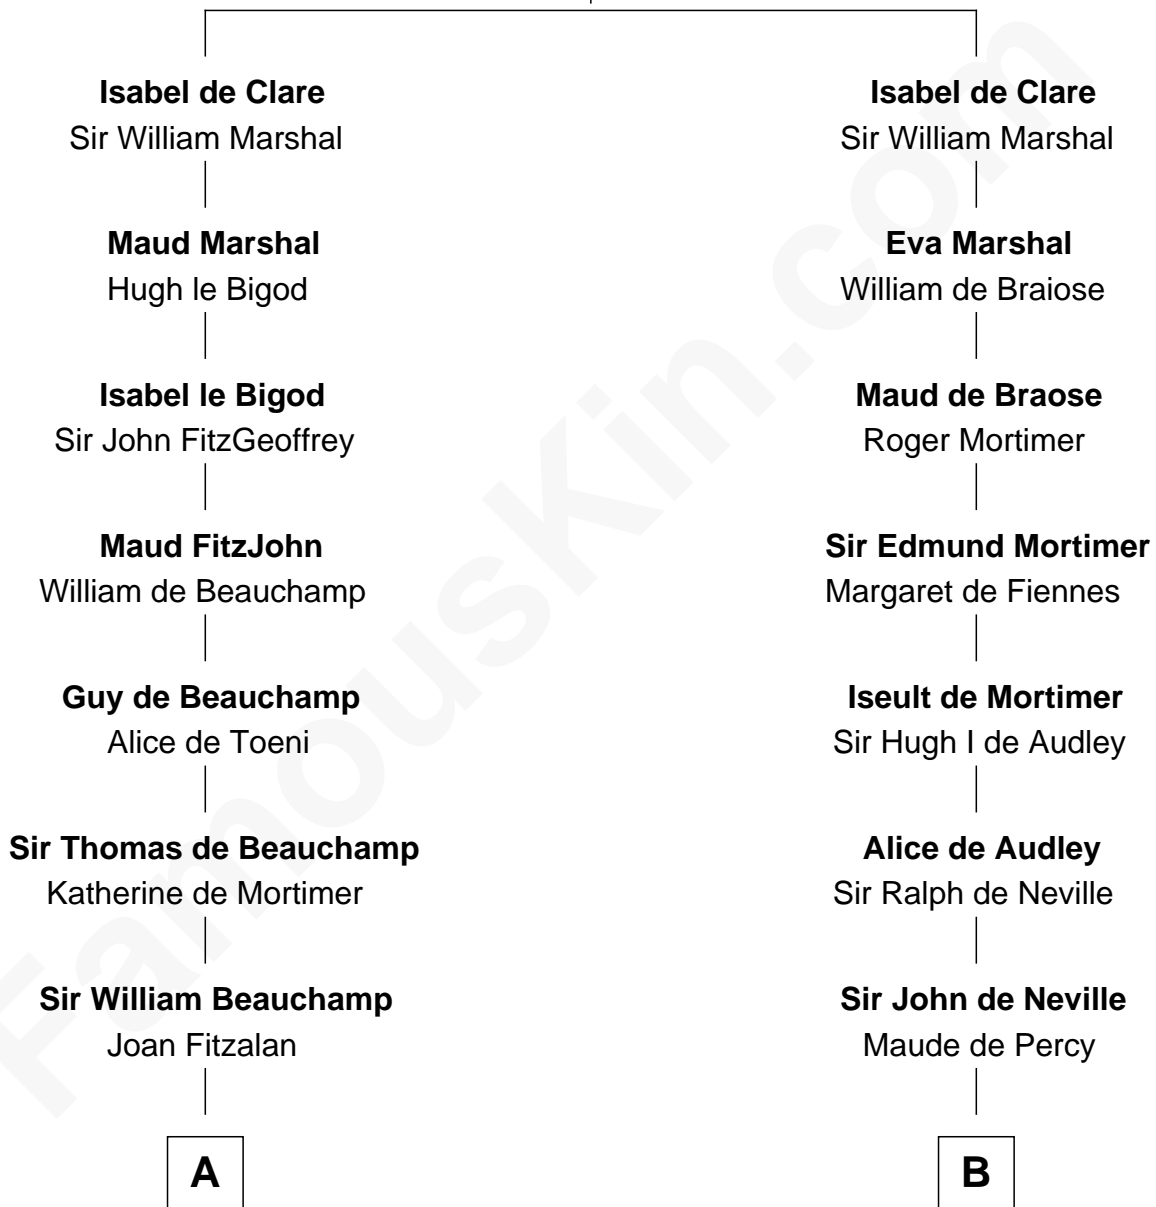 Isabel de Clare
Sir William Marshal
Maud Marshal
Hugh le Bigod
Isabel le Bigod
Sir John FitzGeoffrey
Maud FitzJohn
William de Beauchamp
Guy de Beauchamp
Alice de Toeni
Sir Thomas de Beauchamp
Katherine de Mortimer
Sir William Beauchamp
Joan Fitzalan
A
Isabel de Clare
Sir William Marshal
Eva Marshal
William de Braiose
Maud de Braose
Roger Mortimer
Sir Edmund Mortimer
Margaret de Fiennes
Iseult de Mortimer
Sir Hugh I de Audley
Alice de Audley
Sir Ralph de Neville
Sir John de Neville
Maude de Percy
B
FamousKin.com